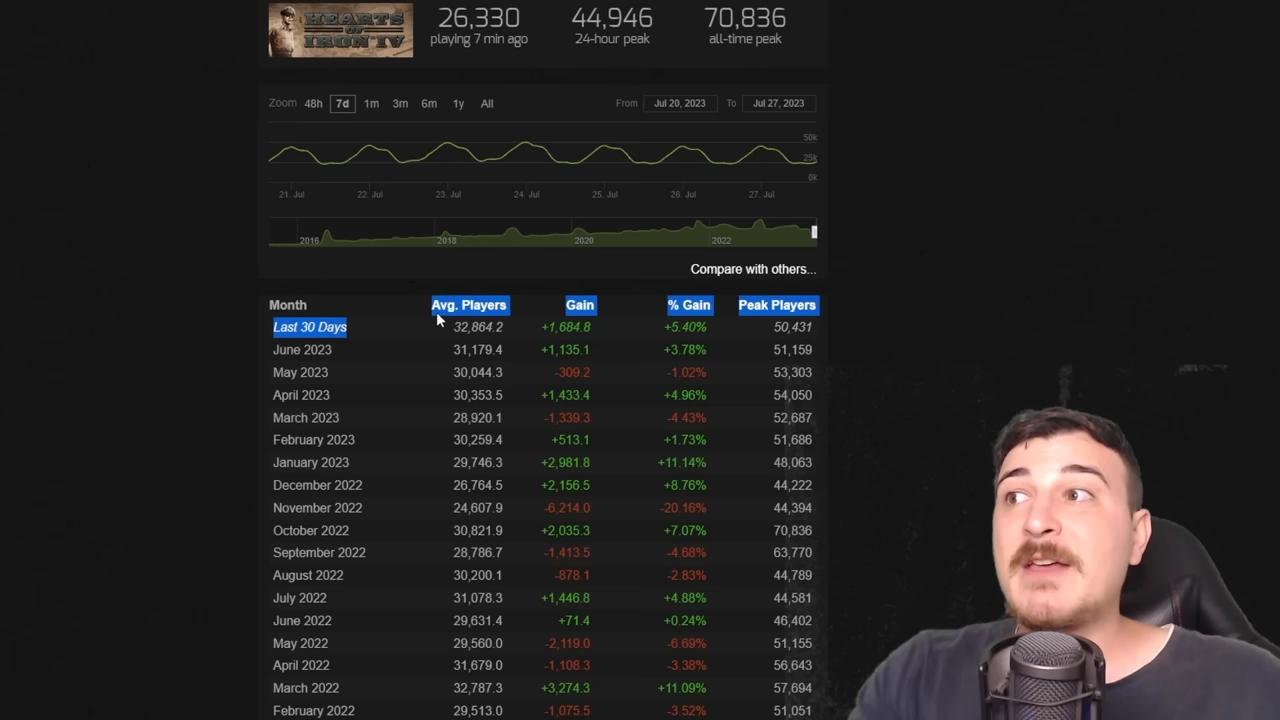 HEARTS OF IRON IV
26,330 44,946 70,836
playing 7 min ago 24-hour peak all-time peak
Zoom 48h 7d 1m 3m 6m 1y All From Jul 20, 2023 To Jul 27, 2023
50k
25k
0k
21. Jul 22. Jul 23. Jul 24. Jul 25. Jul 26. Jul 27. Jul
2016 2018 2020 2022
Compare with others...
Month Avg. Players Gain % Gain Peak Players
Last 30 Days 32,864.2 +1,684.8 +5.40% 50,431
June 2023 31,179.4 +1,135.1 +3.78% 51,159
May 2023 30,044.3 -309.2 -1.02% 53,303
April 2023 30,353.5 +1,433.4 +4.96% 54,050
March 2023 28,920.1 -1,339.3 -4.43% 52,687
February 2023 30,259.4 +513.1 +1.73% 51,686
January 2023 29,746.3 +2,981.8 +11.14% 48,063
December 2022 26,764.5 +2,156.5 +8.76% 44,222
November 2022 24,607.9 -6,214.0 -20.16% 44,394
October 2022 30,821.9 +2,035.3 +7.07% 70,836
September 2022 28,786.7 -1,413.5 -4.68% 63,770
August 2022 30,200.1 -878.1 -2.83% 44,789
July 2022 31,078.3 +1,446.8 +4.88% 44,581
June 2022 29,631.4 +71.4 +0.24% 46,402
May 2022 29,560.0 -2,119.0 -6.69% 51,155
April 2022 31,679.0 -1,108.3 -3.38% 56,643
March 2022 32,787.3 +3,274.3 +11.09% 57,694
February 2022 29,513.0 -1,075.5 -3.52% 51,051